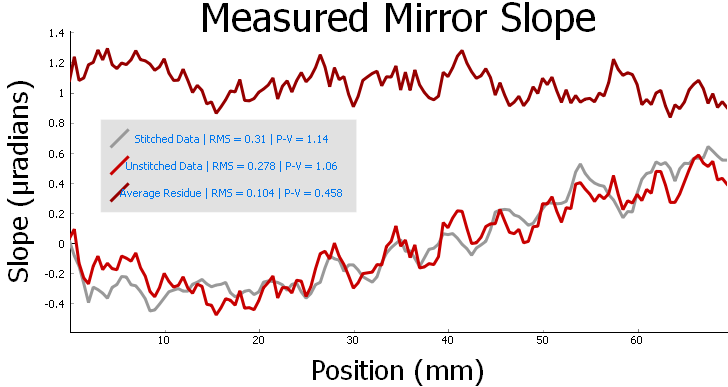 Measured Mirror Slope
1.4
1.2
1
0.8
0.6
0.4
0.2
0
-0.2
-0.4
Slope (µradians)
Stitched Data | RMS = 0.31 | P-V = 1.14
Unstitched Data | RMS = 0.278 | P-V = 1.06
Average Residue | RMS = 0.104 | P-V = 0.458
10 20 30 40 50 60
Position (mm)